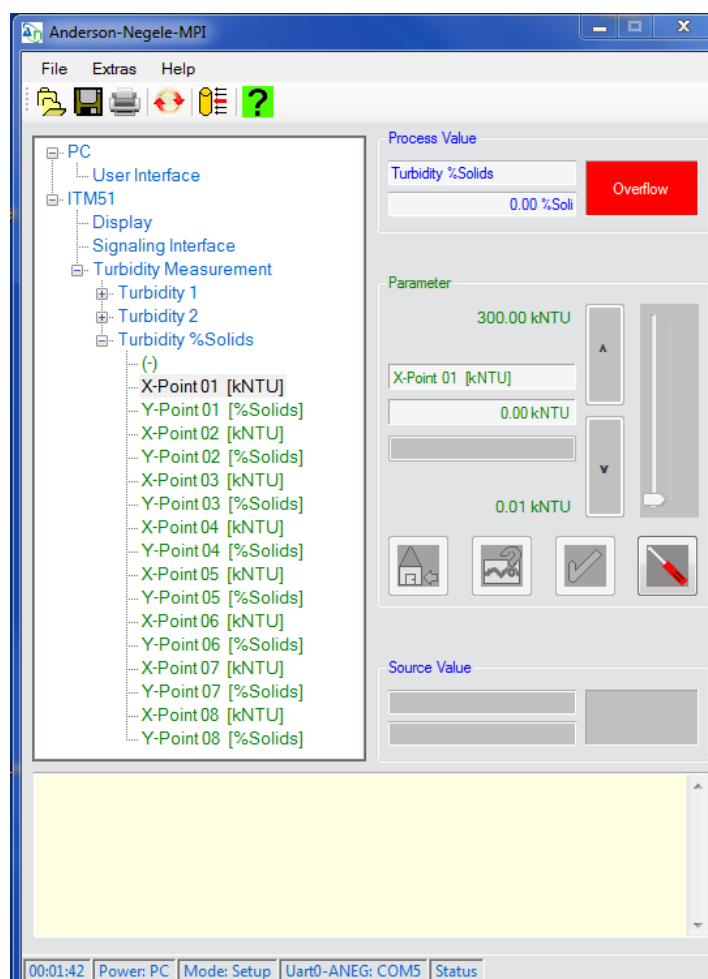 Anderson-Negele-MPI
File Extras Help
PC
User Interface
ITM51
Display
Signaling Interface
Turbidity Measurement
Turbidity 1
Turbidity 2
Turbidity %Solids
(-)
X-Point 01 [kNTU]
Y-Point 01 [%Solids]
X-Point 02 [kNTU]
Y-Point 02 [%Solids]
X-Point 03 [kNTU]
Y-Point 03 [%Solids]
X-Point 04 [kNTU]
Y-Point 04 [%Solids]
X-Point 05 [kNTU]
Y-Point 05 [%Solids]
X-Point 06 [kNTU]
Y-Point 06 [%Solids]
X-Point 07 [kNTU]
Y-Point 07 [%Solids]
X-Point 08 [kNTU]
Y-Point 08 [%Solids]
Process Value
Turbidity %Solids
0.00 %Soli
Overflow
Parameter
300.00 kNTU
X-Point 01 [kNTU]
0.00 kNTU
0.01 kNTU
Source Value
00:01:42 Power: PC Mode: Setup Uart0-ANEG: COM5 Status